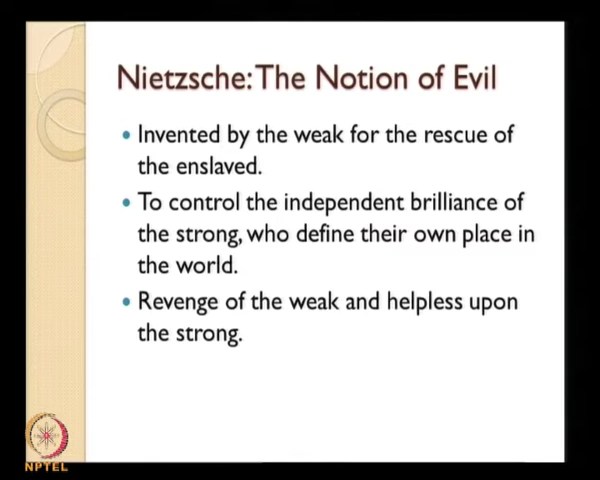 Nietzsche: The Notion of Evil
• Invented by the weak for the rescue of
the enslaved.
• To control the independent brilliance of
the strong, who define their own place in
the world.
• Revenge of the weak and helpless upon
the strong.
NPTEL